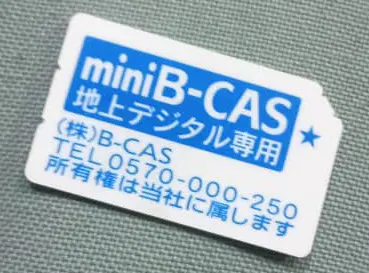 miniB-CAS
地上デジタル専用
★
(株)B-CAS
TEL 0570-000-250
所有権は当社に属します